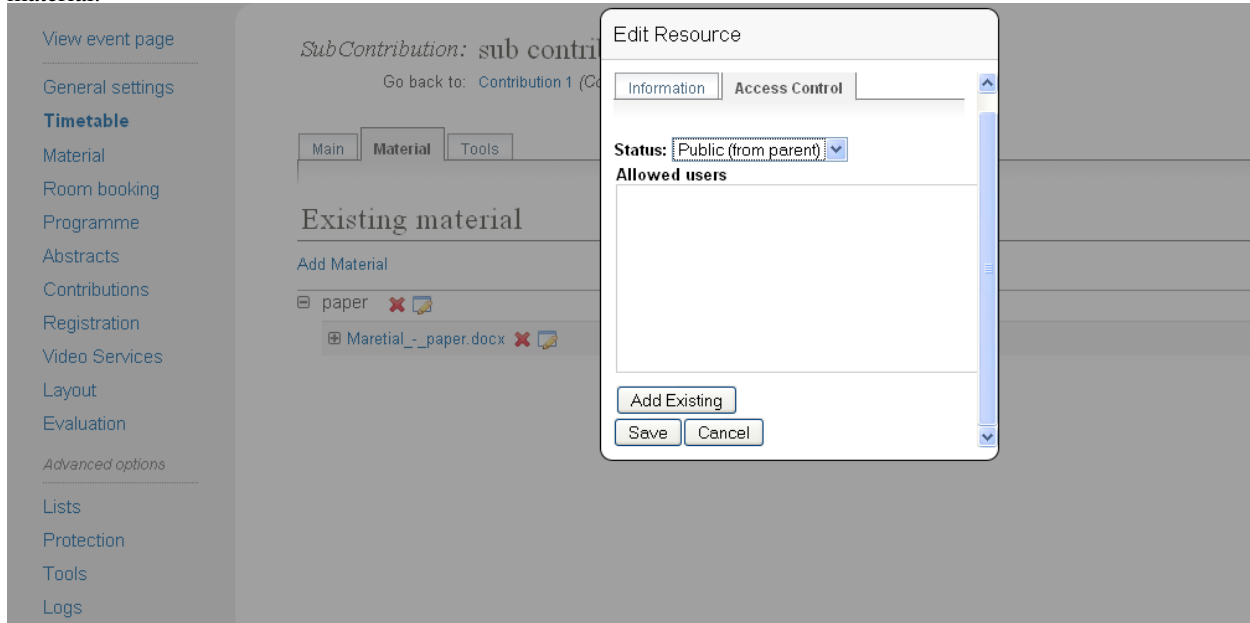 material.
View event page
General settings
Timetable
Material
Room booking
Programme
Abstracts
Contributions
Registration
Video Services
Layout
Evaluation
Advanced options
Lists
Protection
Tools
Logs
SubContribution: sub contri
Go back to: Contribution 1
Main Material Tools
Existing material
Add Material
paper
Maretial_-_paper.docx
Edit Resource
Information Access Control
Status: Public (from parent)
Allowed users
Add Existing
Save Cancel